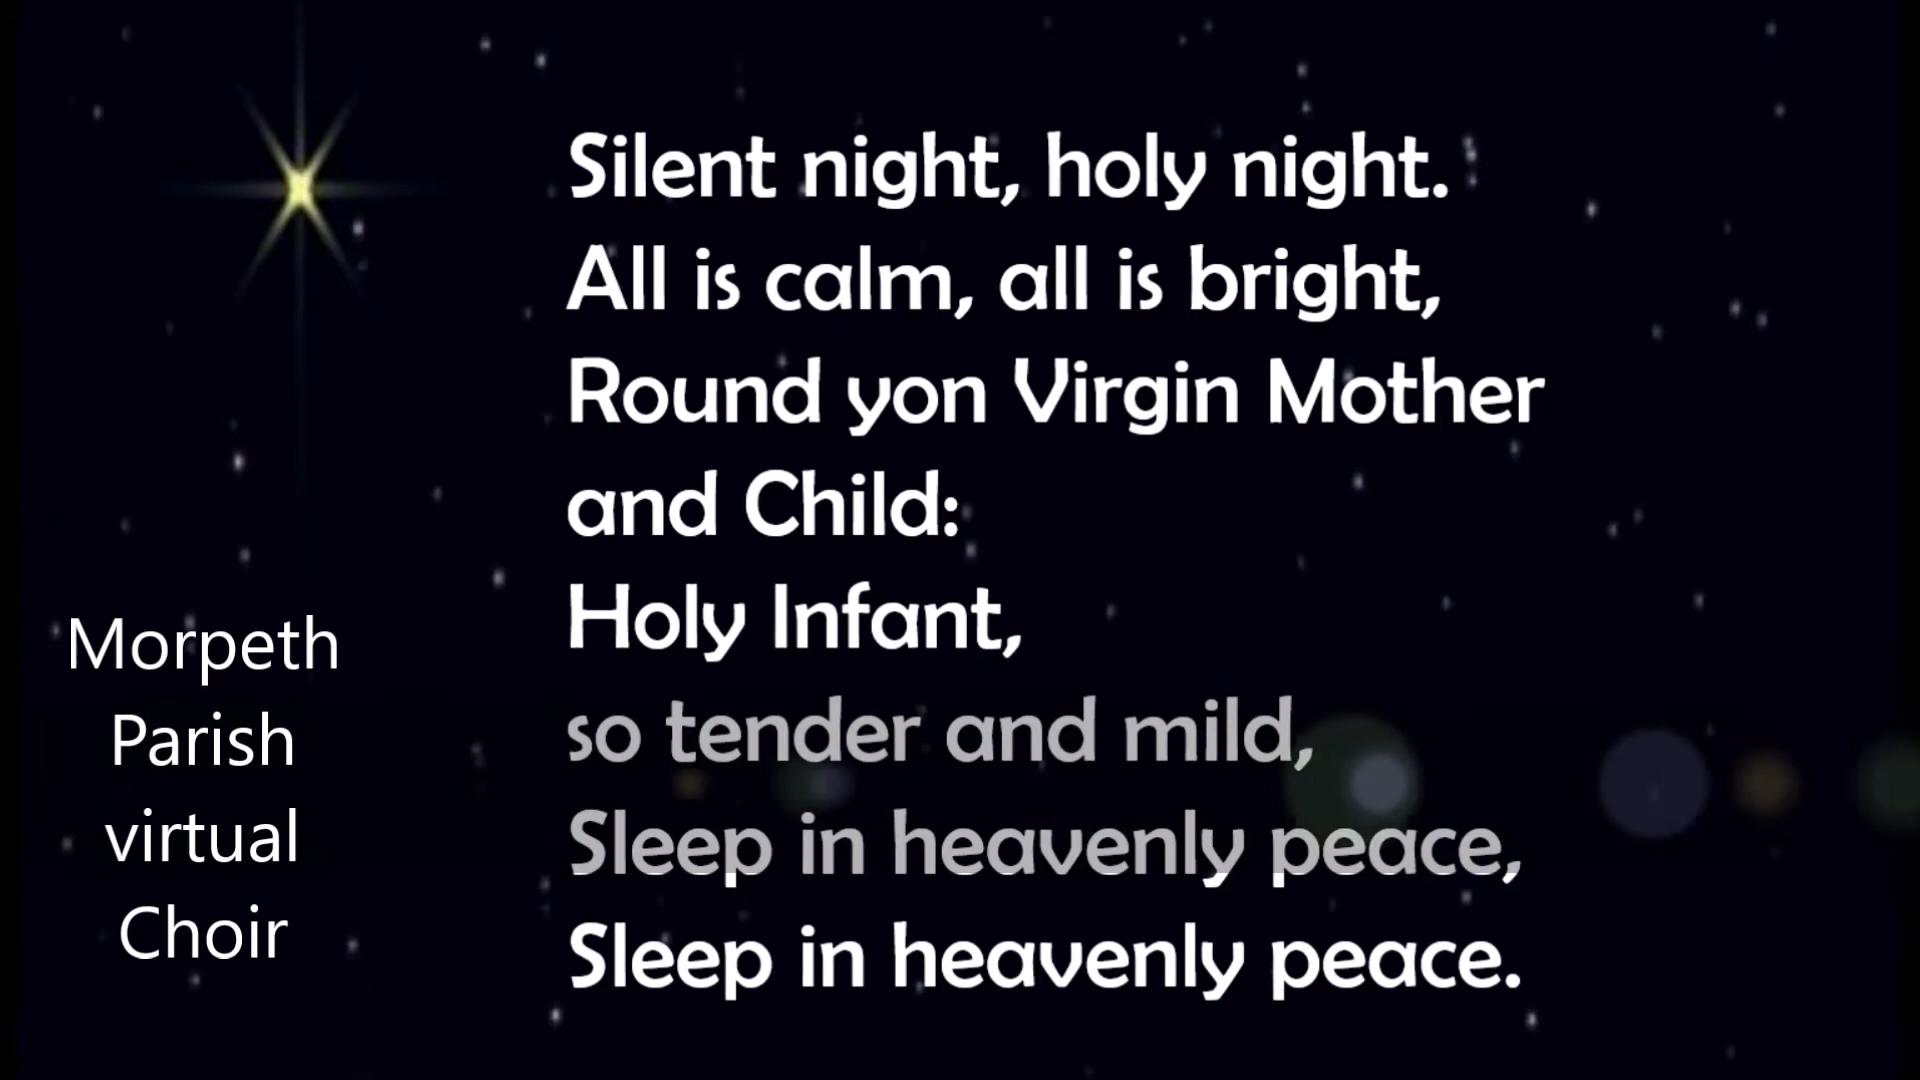 Silent night, holy night.
All is calm, all is bright,
Round yon Virgin Mother
and Child:
Holy Infant,
so tender and mild,
Sleep in heavenly peace,
Sleep in heavenly peace.
Morpeth
Parish
virtual
Choir